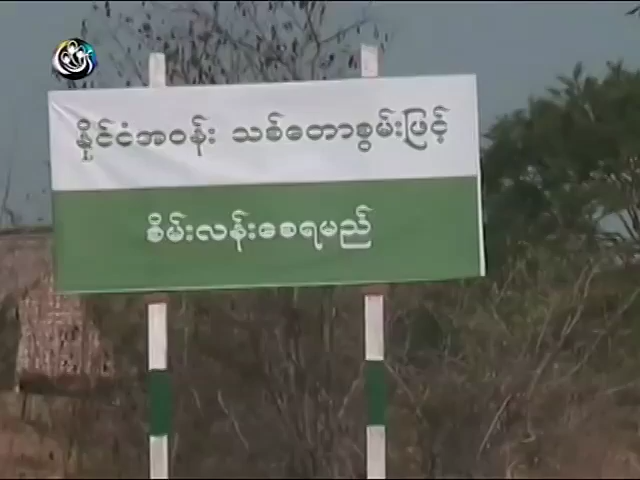 နိုင်ငံအဝန်း သစ်တောစွမ်းဖြင့်
စိမ်းလန်းစေရမည်